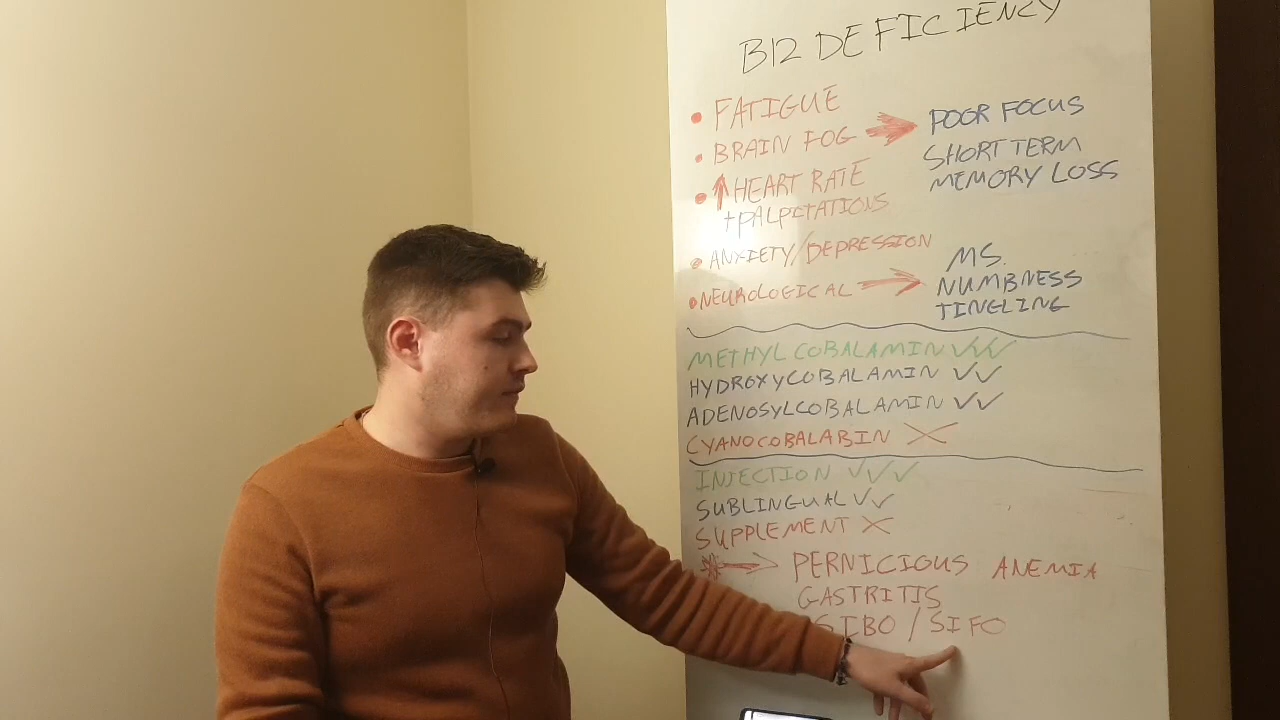 B12 DEFICIENCY
• FATIGUE
• BRAIN FOG → POOR FOCUS
SHORT TERM
MEMORY LOSS
• ↑ HEART RATE
+PALPITATIONS
• ANXIETY/DEPRESSION
• NEUROLOGICAL → MS.
NUMBNESS
TINGLING
METHYLCOBALAMIN ✓✓✓
HYDROXYCOBALAMIN ✓✓
ADENOSYLCOBALAMIN ✓✓
CYANOCOBALABIN ✗
INJECTION ✓✓✓
SUBLINGUAL ✓✓
SUPPLEMENT ✗
* → PERNICIOUS ANEMIA
GASTRITIS
SIBO / SIFO